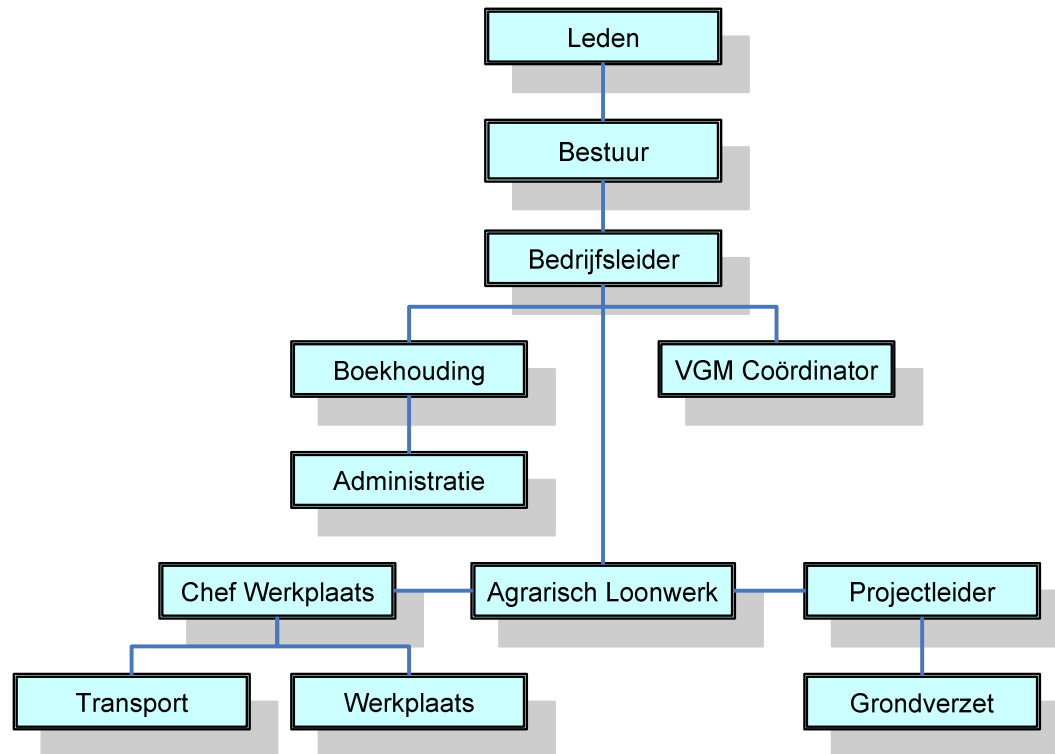 Leden
Bestuur
Bedrijfsleider
Boekhouding
VGM Coördinator
Administratie
Chef Werkplaats
Agrarisch Loonwerk
Projectleider
Transport
Werkplaats
Grondverzet